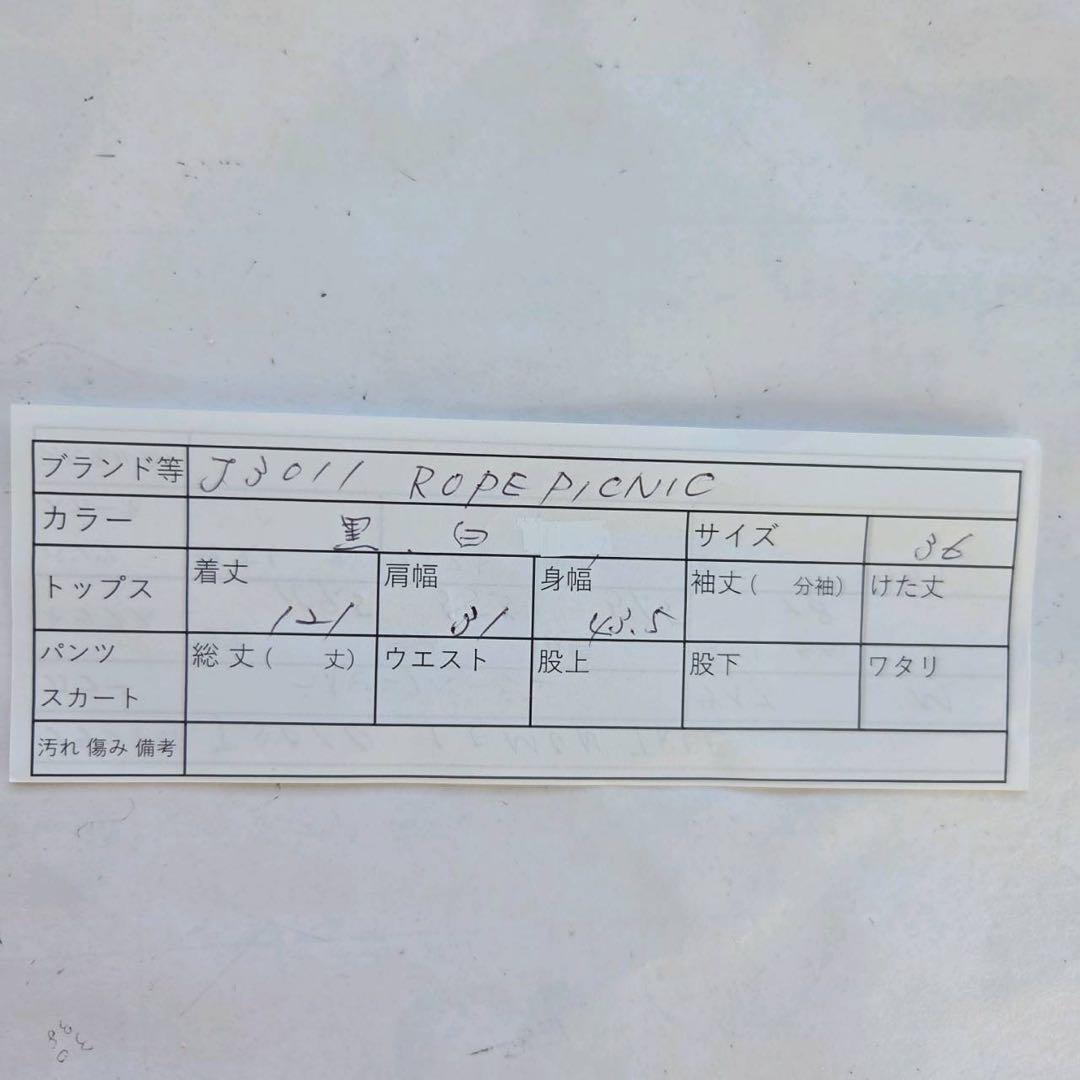 ブランド等 J3011 ROPE PICNIC
カラー 黒、白 サイズ 36
トップス 着丈 121 肩幅 31 身幅 43.5 袖丈( 分袖) けた丈
パンツ スカート 総丈( 丈) ウエスト 股上 股下 ワタリ
汚れ 傷み 備考